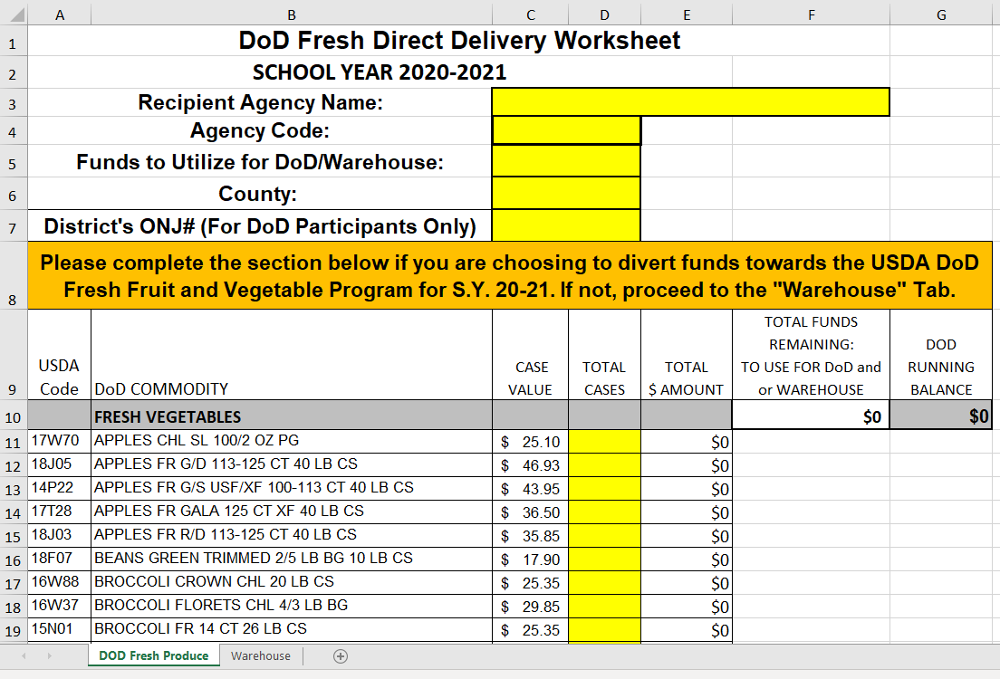 A B C D E F G
1 DoD Fresh Direct Delivery Worksheet
2 SCHOOL YEAR 2020-2021
3 Recipient Agency Name:
4 Agency Code:
5 Funds to Utilize for DoD/Warehouse:
6 County:
7 District's ONJ# (For DoD Participants Only)
Please complete the section below if you are choosing to divert funds towards the USDA DoD
8 Fresh Fruit and Vegetable Program for S.Y. 20-21. If not, proceed to the "Warehouse" Tab.
TOTAL FUNDS
REMAINING: DOD
USDA CASE TOTAL TOTAL TO USE FOR DoD and RUNNING
9 Code DoD COMMODITY VALUE CASES $ AMOUNT or WAREHOUSE BALANCE
10 FRESH VEGETABLES $0 $0
11 17W70 APPLES CHL SL 100/2 OZ PG $ 25.10 $0
12 18J05 APPLES FR G/D 113-125 CT 40 LB CS $ 46.93 $0
13 14P22 APPLES FR G/S USF/XF 100-113 CT 40 LB CS $ 43.95 $0
14 17T28 APPLES FR GALA 125 CT XF 40 LB CS $ 36.50 $0
15 18J03 APPLES FR R/D 113-125 CT 40 LB CS $ 35.85 $0
16 18F07 BEANS GREEN TRIMMED 2/5 LB BG 10 LB CS $ 17.90 $0
17 16W88 BROCCOLI CROWN CHL 20 LB CS $ 25.35 $0
18 16W37 BROCCOLI FLORETS CHL 4/3 LB BG $ 29.85 $0
19 15N01 BROCCOLI FR 14 CT 26 LB CS $ 25.35 $0
DOD Fresh Produce Warehouse